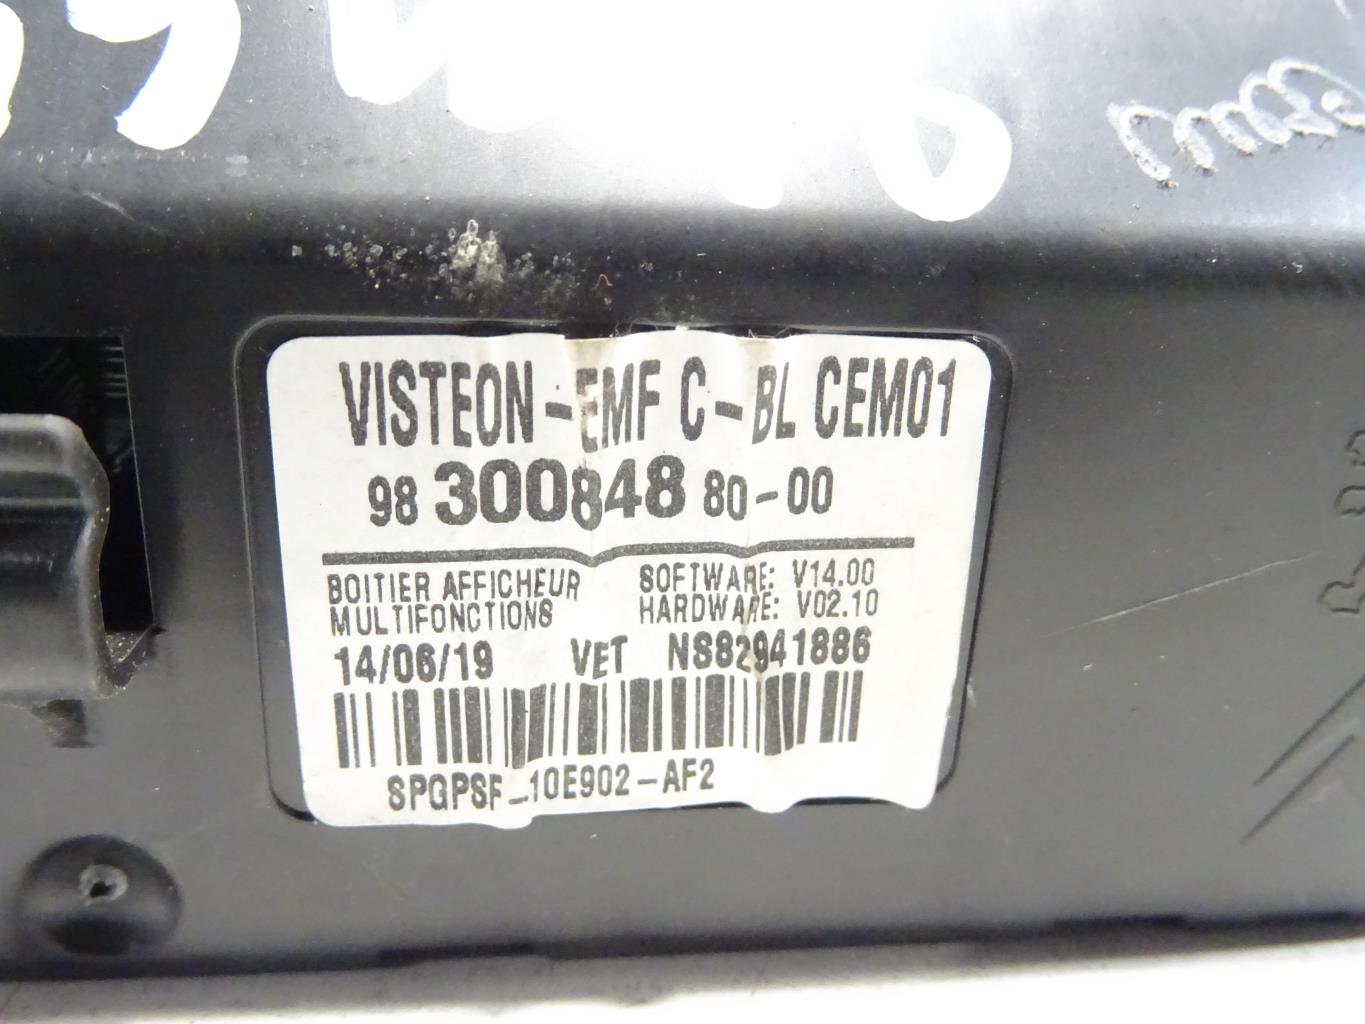 VISTEON-EMF C-BL CEM01
98 300848 80-00
BOITIER AFFICHEUR SOFTWARE: V14.00
MULTIFONCTIONS HARDWARE: V02.10
14/06/19 VET NS82941886
SPGPSF_10E902-AF2